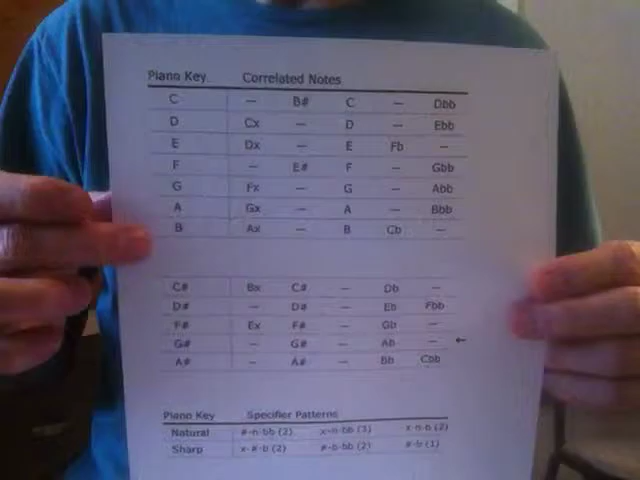 Piano Key Correlated Notes
C — B# C — Dbb
D Cx — D — Ebb
E Dx — E Fb —
F — E# F — Gbb
G Fx — G — Abb
A Gx — A — Bbb
B Ax — B Cb —
C# Bx C# — Db —
D# — D# — Eb Fbb
F# Ex F# — Gb —
G# — G# — Ab — ←
A# — A# — Bb Cbb
Piano Key Specifier Patterns
Natural #-n-bb (2) x-n-bb (3) x-n-b (2)
Sharp x-#-b (2) #-b-bb (2) #-b (1)